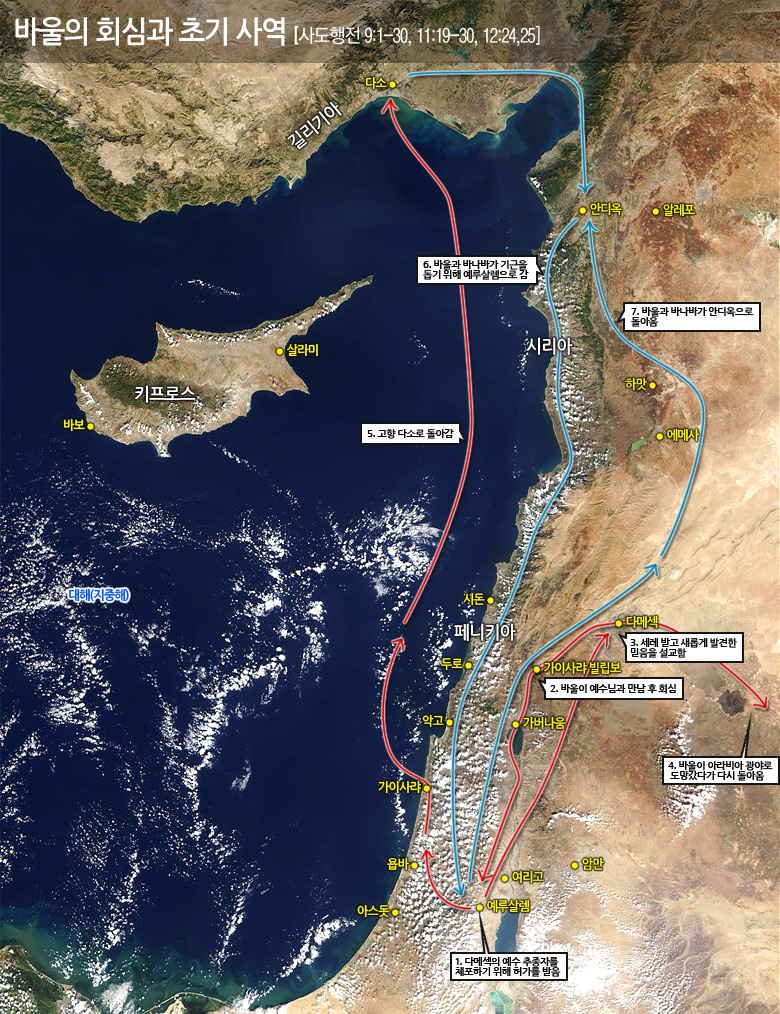 바울의 회심과 초기 사역 [사도행전 9:1-30, 11:19-30, 12:24,25]
다소
길리기아
안디옥
알레포
6. 바울과 바나바가 기근을
돕기 위해 예루살렘으로 감
7. 바울과 바나바가 안디옥으로
돌아옴
시리아
살라미
키프로스
하맛
바보
에메사
5. 고향 다소로 돌아감
대해(지중해)
시돈
페니키아
다메섹
3. 세례 받고 새롭게 발견한
믿음을 설교함
두로
가이사랴 빌립보
2. 바울이 예수님과 만남 후 회심
악고
가버나움
4. 바울이 아라비아 광야로
도망갔다가 다시 돌아옴
가이사랴
욥바
여리고
암만
아스돗
예루살렘
1. 다메섹의 예수 추종자를
체포하기 위해 허가를 받음